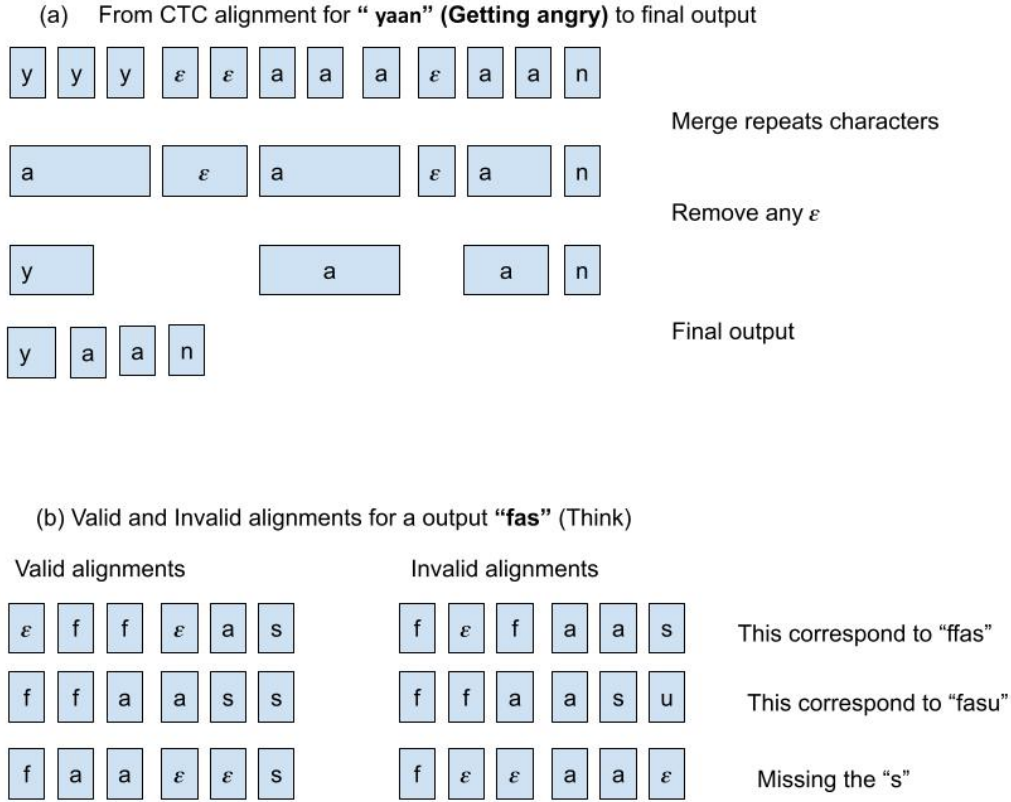 (a) From CTC alignment for “ yaan” (Getting angry) to final output
y y y ε ε a a a ε a a n
Merge repeats characters
a ε a ε a n
Remove any ε
y a a n
Final output
y a a n
(b) Valid and Invalid alignments for a output “fas” (Think)
Valid alignments Invalid alignments
ε f f ε a s f ε f a a s This correspond to “ffas”
f f a a s s f f a a s u This correspond to “fasu”
f a a ε ε s f ε ε a a ε Missing the “s”